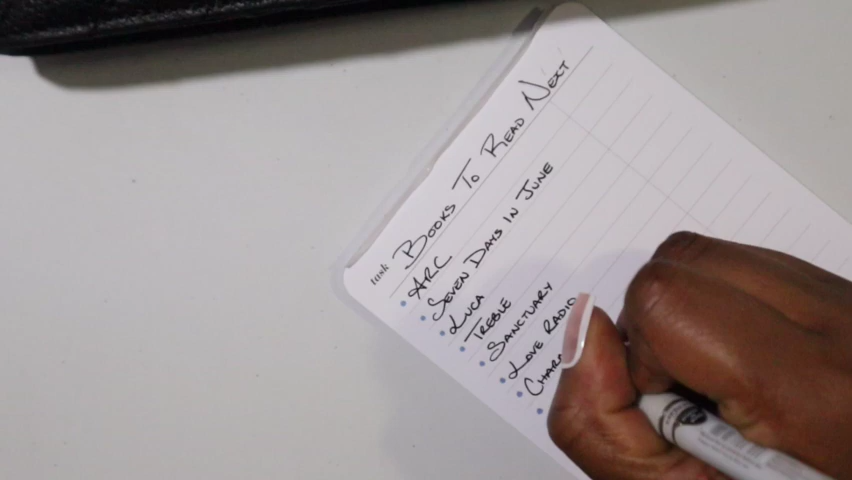 Books To Read Next
task
ARC
Seven Days In June
Luca
Treble
Sanctuary
Love Radio